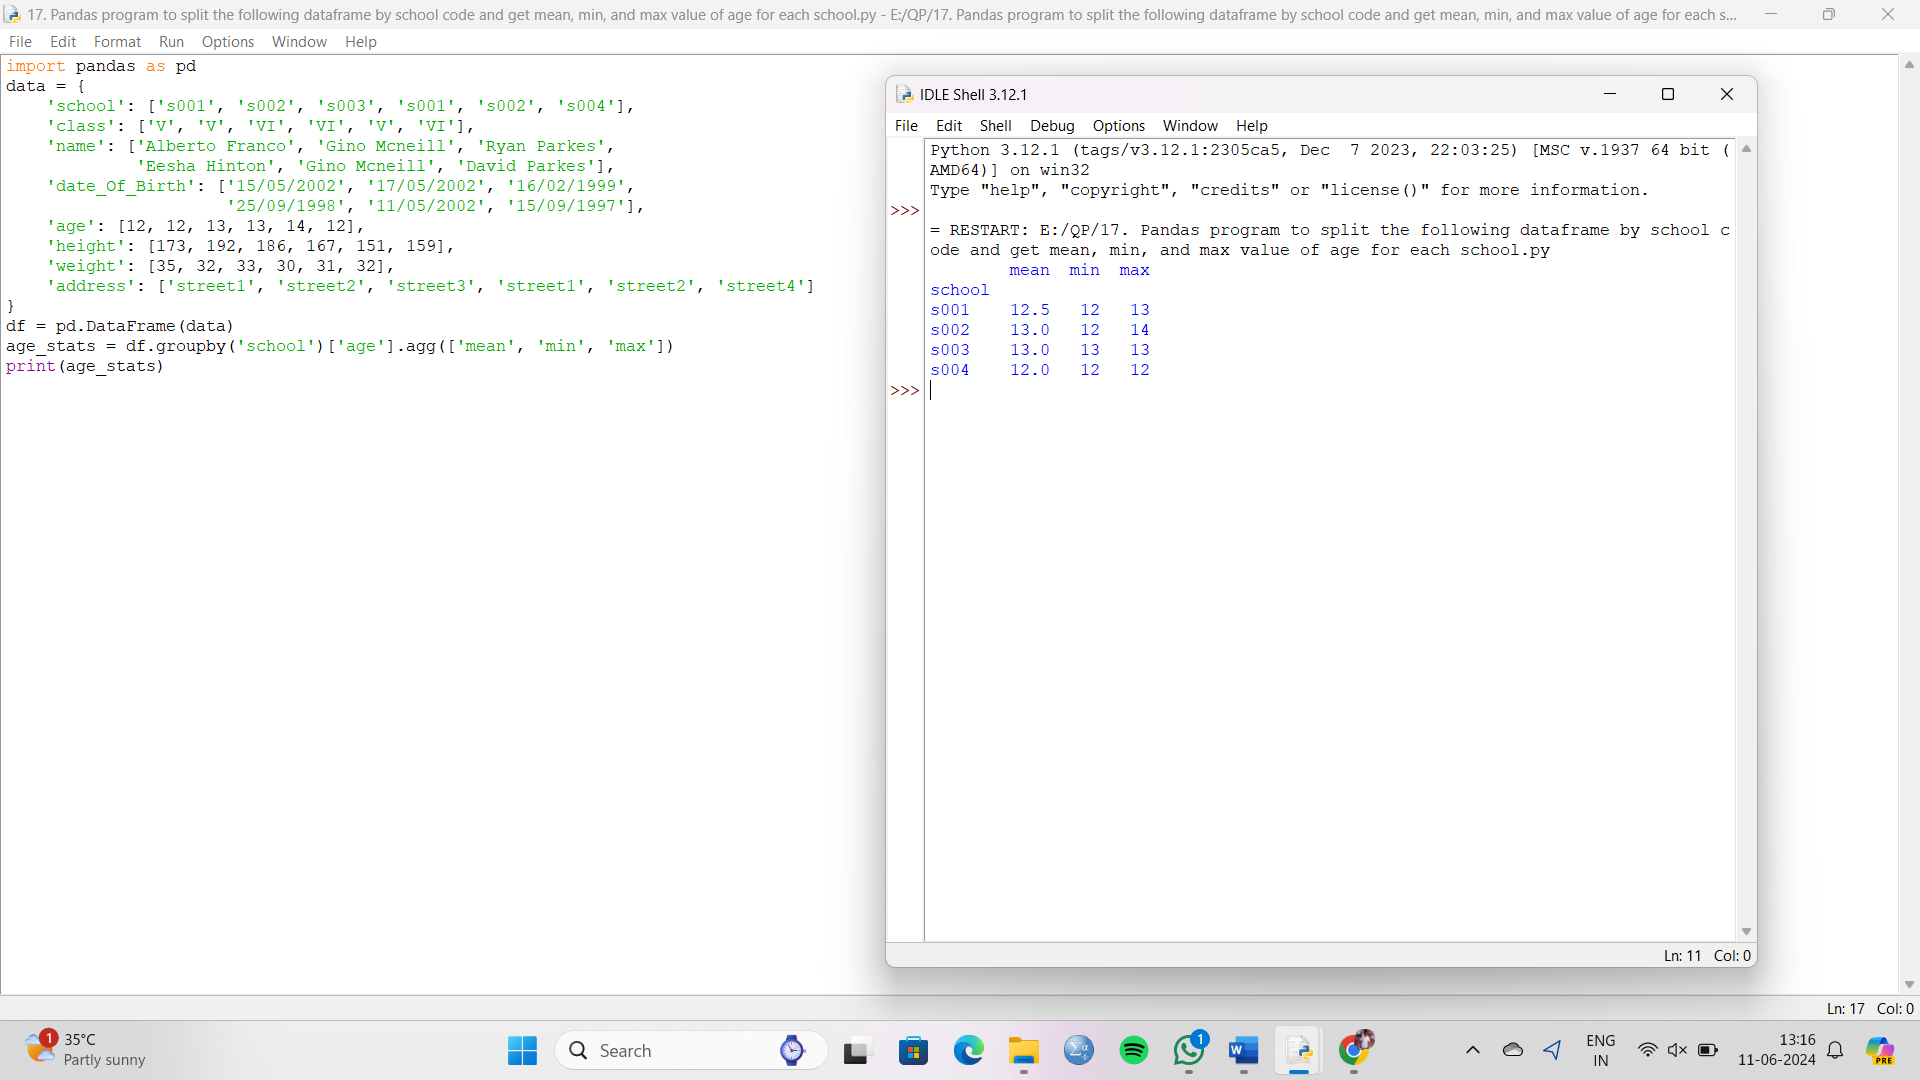 17. Pandas program to split the following dataframe by school code and get mean, min, and max value of age for each school.py - E:/QP/17. Pandas program to split the following dataframe by school code and get mean, min, and max value of age for each s...
File Edit Format Run Options Window Help
import pandas as pd
data = {
    'school': ['s001', 's002', 's003', 's001', 's002', 's004'],
    'class': ['V', 'V', 'VI', 'VI', 'V', 'VI'],
    'name': ['Alberto Franco', 'Gino Mcneill', 'Ryan Parkes',
             'Eesha Hinton', 'Gino Mcneill', 'David Parkes'],
    'date_Of_Birth': ['15/05/2002', '17/05/2002', '16/02/1999',
                      '25/09/1998', '11/05/2002', '15/09/1997'],
    'age': [12, 12, 13, 13, 14, 12],
    'height': [173, 192, 186, 167, 151, 159],
    'weight': [35, 32, 33, 30, 31, 32],
    'address': ['street1', 'street2', 'street3', 'street1', 'street2', 'street4']
}
df = pd.DataFrame(data)
age_stats = df.groupby('school')['age'].agg(['mean', 'min', 'max'])
print(age_stats)
IDLE Shell 3.12.1
File Edit Shell Debug Options Window Help
Python 3.12.1 (tags/v3.12.1:2305ca5, Dec  7 2023, 22:03:25) [MSC v.1937 64 bit (
AMD64)] on win32
Type "help", "copyright", "credits" or "license()" for more information.
>>>
= RESTART: E:/QP/17. Pandas program to split the following dataframe by school c
ode and get mean, min, and max value of age for each school.py
        mean  min  max
school
s001    12.5   12   13
s002    13.0   12   14
s003    13.0   13   13
s004    12.0   12   12
>>>
Ln: 11 Col: 0
Ln: 17 Col: 0
1
35°C
Partly sunny
Search
1
ENG
IN
13:16
11-06-2024
PRE